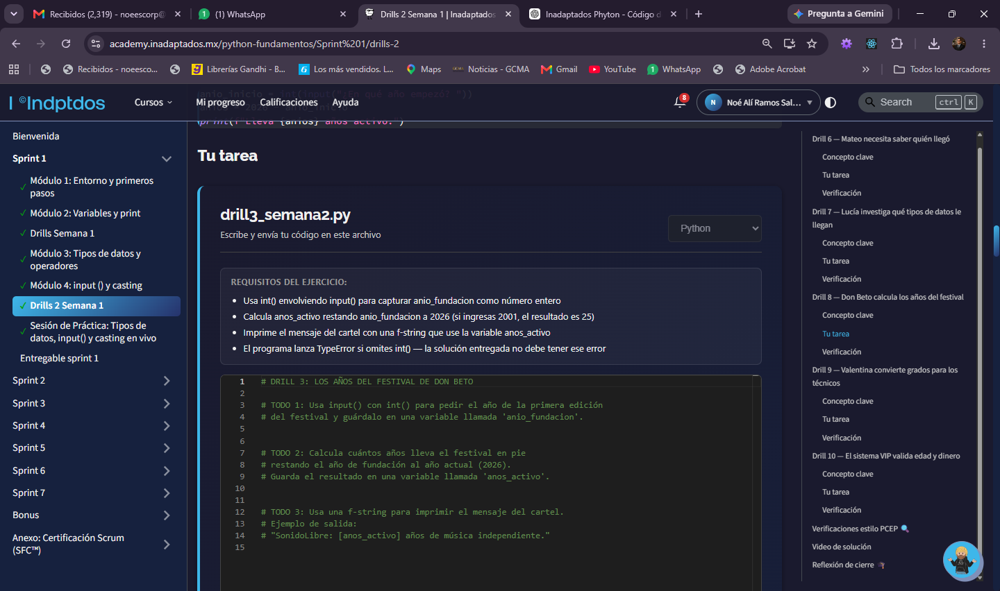 Recibidos (2,319) - noeescorp@
(1) WhatsApp
Drills 2 Semana 1 | Inadaptados
Inadaptados Phyton - Código d
Pregunta a Gemini
academy.inadaptados.mx/python-fundamentos/Sprint%201/drills-2
Recibidos - noeesco...
Librerías Gandhi - B...
Los más vendidos. L...
Maps
Noticias - GCMA
Gmail
YouTube
WhatsApp
Adobe Acrobat
Todos los marcadores
©Indptdos
Cursos
Mi progreso
Calificaciones
Ayuda
8
N
Noé Alí Ramos Sal...
Search
ctrl
K
anio_inicio = int(input("¿En qué año empezó? "))
print(f"Lleva {anios} años activo.")
Bienvenida
Sprint 1
Módulo 1: Entorno y primeros
pasos
Módulo 2: Variables y print
Drills Semana 1
Módulo 3: Tipos de datos y
operadores
Módulo 4: input () y casting
Drills 2 Semana 1
Sesión de Práctica: Tipos de
datos, input() y casting en vivo
Entregable sprint 1
Sprint 2
Sprint 3
Sprint 4
Sprint 5
Sprint 6
Sprint 7
Bonus
Anexo: Certificación Scrum
(SFC™)
Tu tarea
drill3_semana2.py
Escribe y envía tu código en este archivo
Python
REQUISITOS DEL EJERCICIO:
Usa int() envolviendo input() para capturar anio_fundacion como número entero
Calcula anos_activo restando anio_fundacion a 2026 (si ingresas 2001, el resultado es 25)
Imprime el mensaje del cartel con una f-string que use la variable anos_activo
El programa lanza TypeError si omites int() — la solución entregada no debe tener ese error
1 # DRILL 3: LOS AÑOS DEL FESTIVAL DE DON BETO
2
3 # TODO 1: Usa input() con int() para pedir el año de la primera edición
4 # del festival y guárdalo en una variable llamada 'anio_fundacion'.
5
6
7 # TODO 2: Calcula cuántos años lleva el festival en pie
8 # restando el año de fundación al año actual (2026).
9 # Guarda el resultado en una variable llamada 'anos_activo'.
10
11
12 # TODO 3: Usa una f-string para imprimir el mensaje del cartel.
13 # Ejemplo de salida:
14 # "SonidoLibre: [anos_activo] años de música independiente."
15
Drill 6 — Mateo necesita saber quién llegó
Concepto clave
Tu tarea
Verificación
Drill 7 — Lucía investiga qué tipos de datos le
llegan
Concepto clave
Tu tarea
Verificación
Drill 8 — Don Beto calcula los años del festival
Concepto clave
Tu tarea
Verificación
Drill 9 — Valentina convierte grados para los
técnicos
Concepto clave
Tu tarea
Verificación
Drill 10 — El sistema VIP valida edad y dinero
Concepto clave
Tu tarea
Verificación
Verificaciones estilo PCEP
Video de solución
Reflexión de cierre